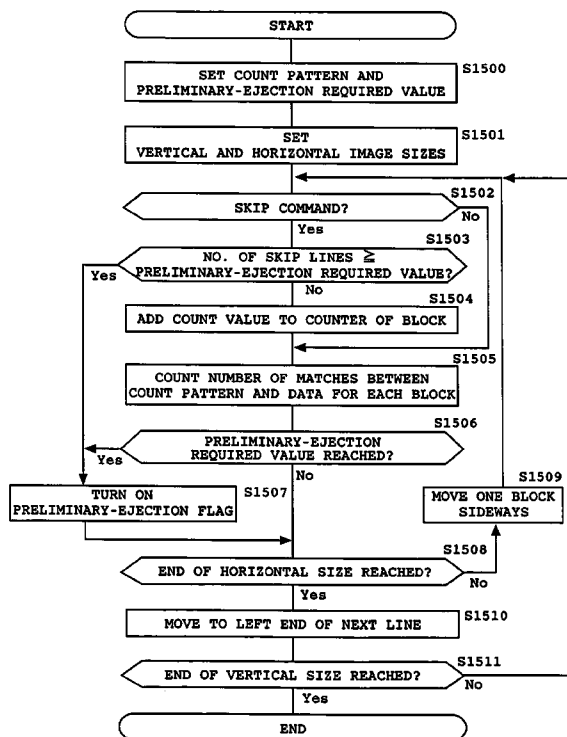 START
S1500
SET COUNT PATTERN AND
PRELIMINARY-EJECTION REQUIRED VALUE
S1501
SET
VERTICAL AND HORIZONTAL IMAGE SIZES
S1502
SKIP COMMAND?
No
Yes
S1503
NO. OF SKIP LINES ≧
PRELIMINARY-EJECTION REQUIRED VALUE?
Yes
No
S1504
ADD COUNT VALUE TO COUNTER OF BLOCK
S1505
COUNT NUMBER OF MATCHES BETWEEN
COUNT PATTERN AND DATA FOR EACH BLOCK
S1506
PRELIMINARY-EJECTION
REQUIRED VALUE REACHED?
Yes
No
S1507
TURN ON
PRELIMINARY-EJECTION FLAG
S1509
MOVE ONE BLOCK
SIDEWAYS
S1508
END OF HORIZONTAL SIZE REACHED?
No
Yes
S1510
MOVE TO LEFT END OF NEXT LINE
S1511
END OF VERTICAL SIZE REACHED?
No
Yes
END